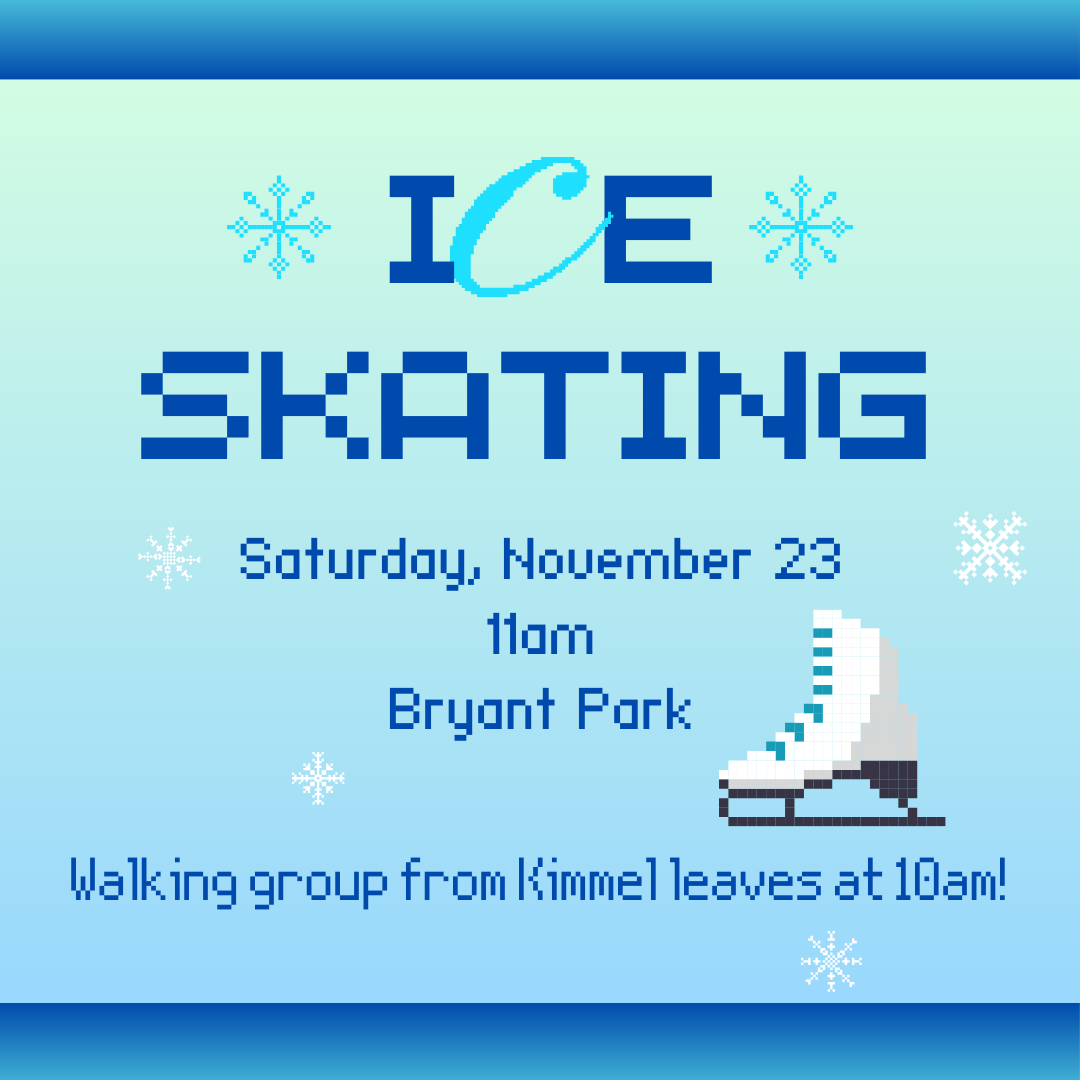 ICE
SKATING
Saturday, November 23
11am
Bryant Park
Walking group from Kimmel leaves at 10am!